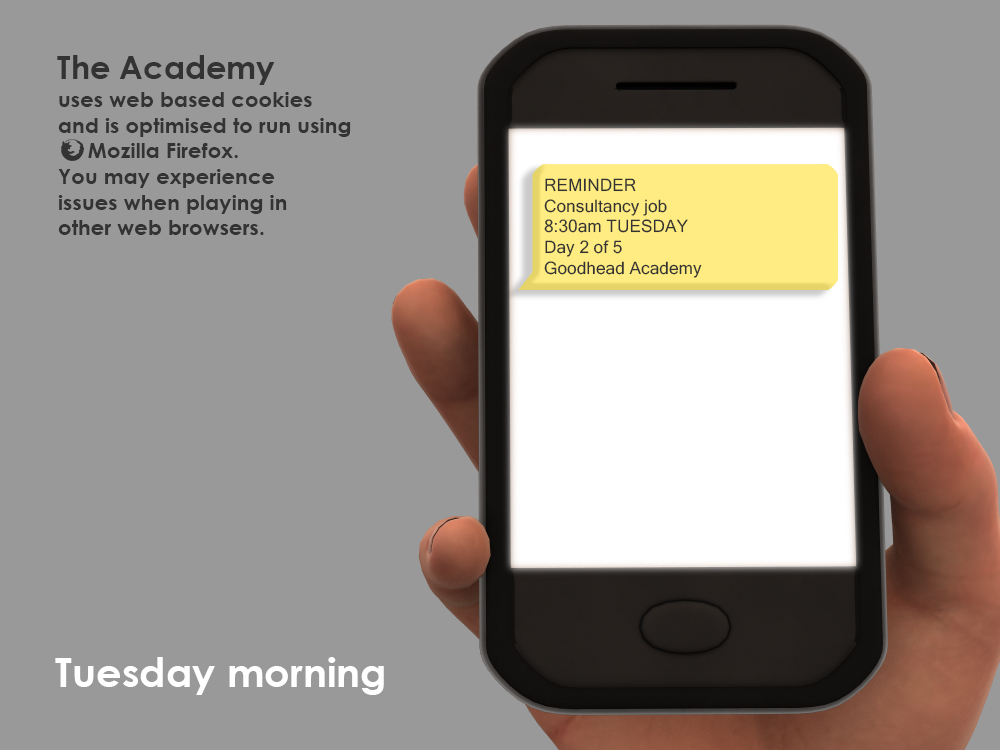 The Academy
uses web based cookies
and is optimised to run using
Mozilla Firefox.
You may experience
issues when playing in
other web browsers.
REMINDER
Consultancy job
8:30am TUESDAY
Day 2 of 5
Goodhead Academy
Tuesday morning